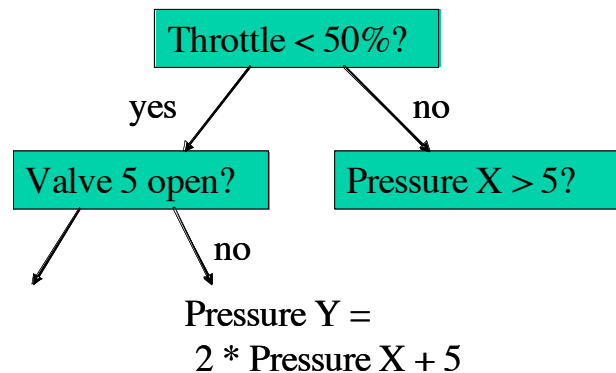 Throttle < 50%?
yes
no
Valve 5 open?
Pressure X > 5?
no
Pressure Y =
2 * Pressure X + 5